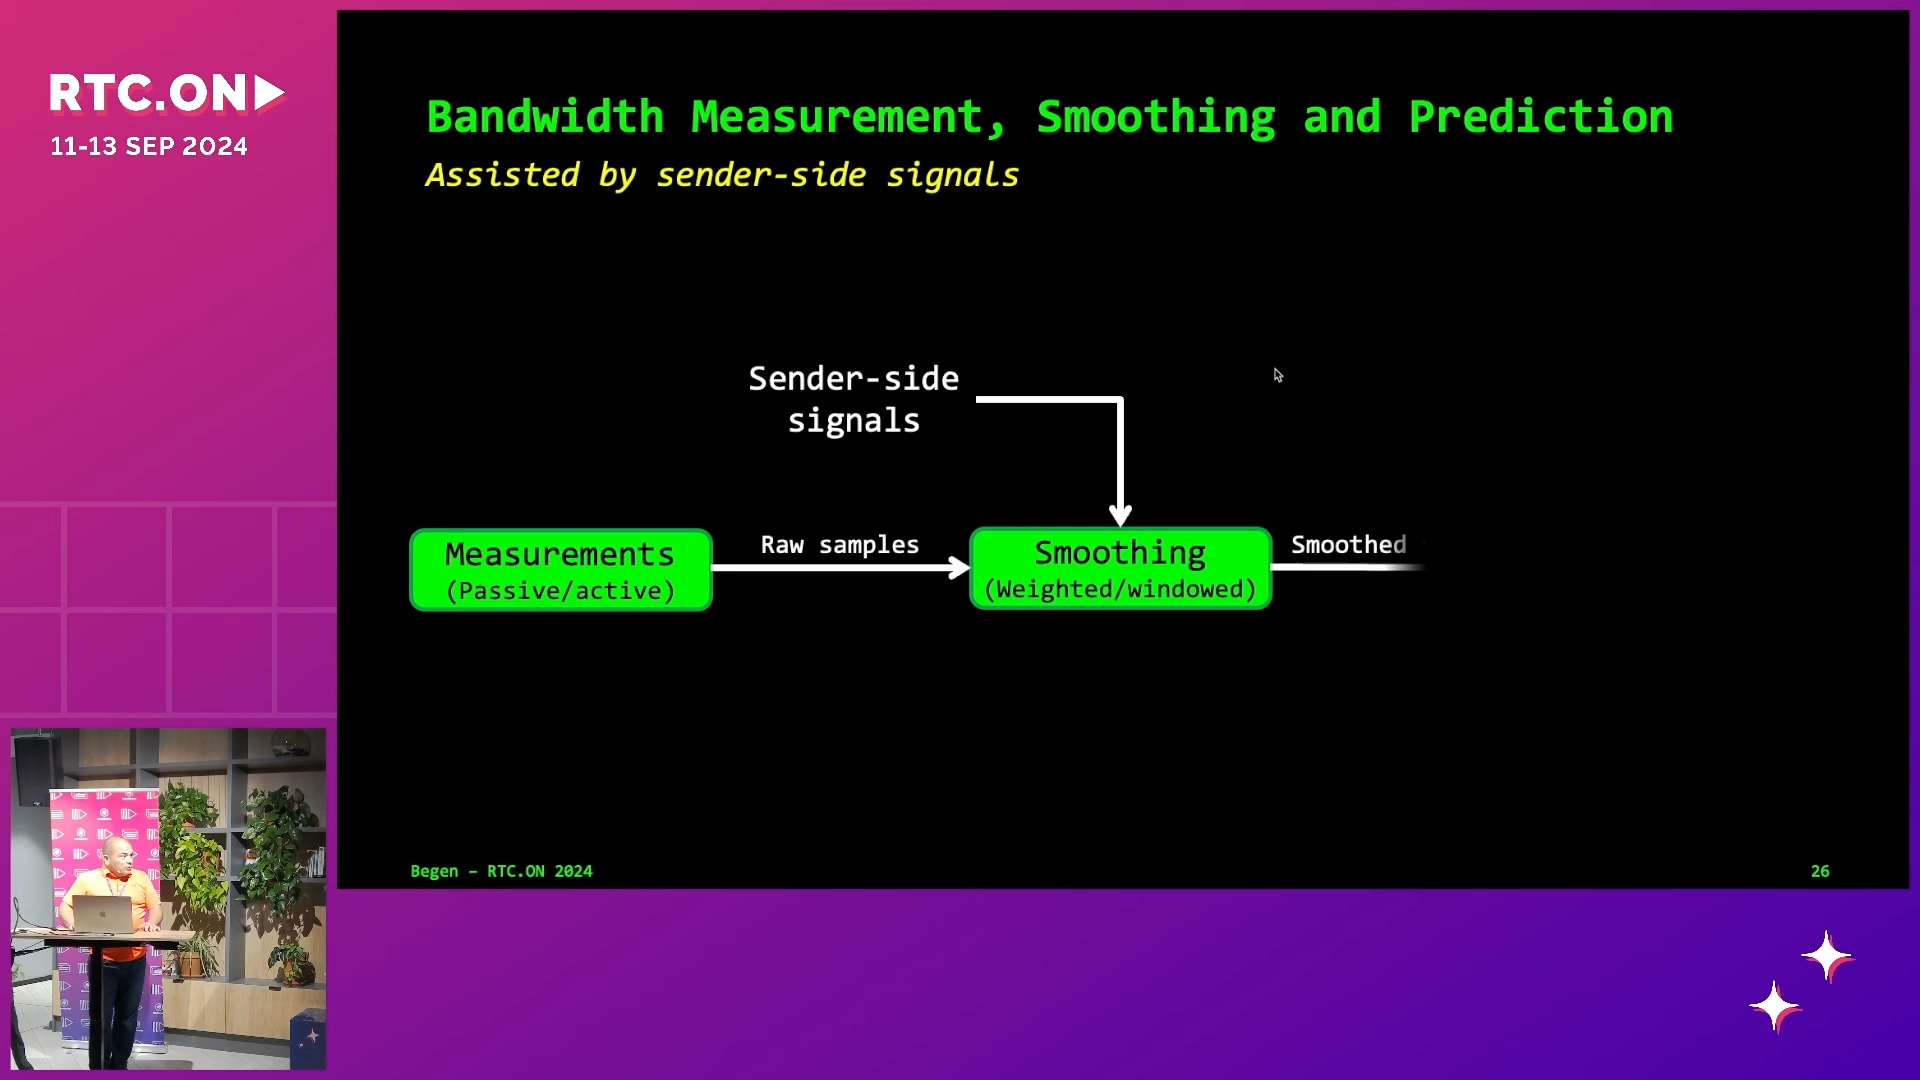 RTC.ON
11-13 SEP 2024
Bandwidth Measurement, Smoothing and Prediction
Assisted by sender-side signals
Sender-side
signals
Measurements
(Passive/active)
Raw samples
Smoothing
(Weighted/windowed)
Smoothed
Begen – RTC.ON 2024
26